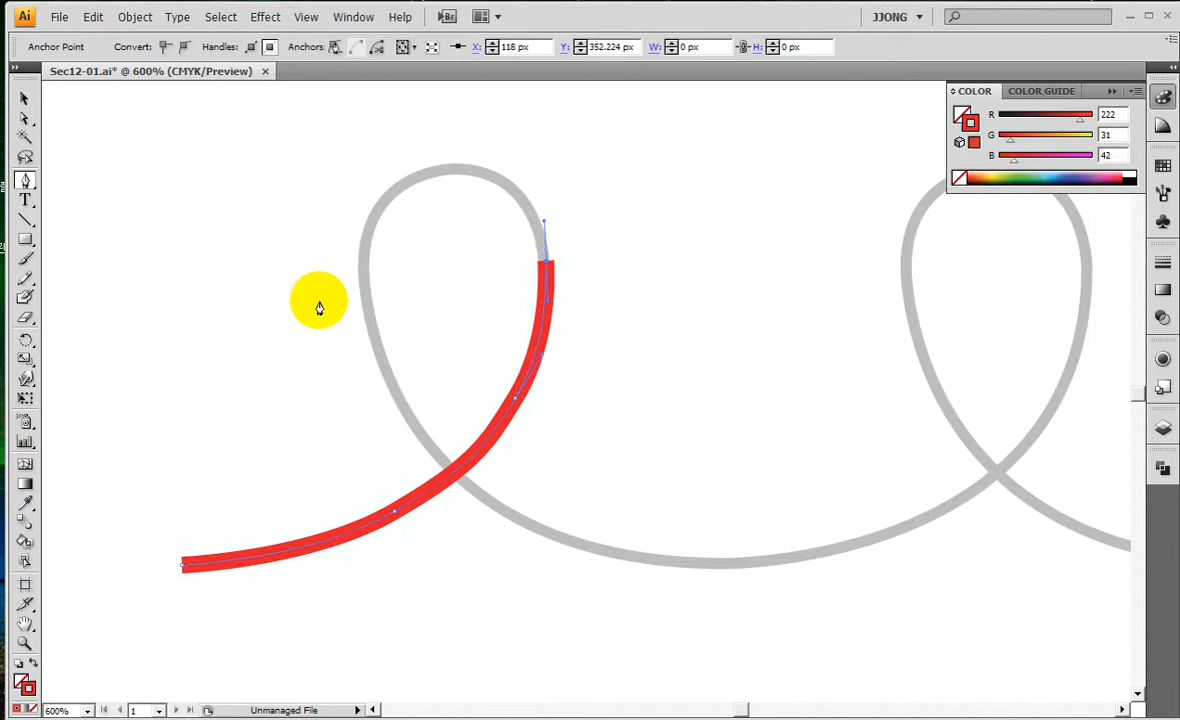 Ai File Edit Object Type Select Effect View Window Help Br JJONG
Anchor Point Convert: Handles: Anchors: X: 118 px Y: 352.224 px W: 0 px H: 0 px
Sec12-01.ai* @ 600% (CMYK/Preview)
COLOR COLOR GUIDE
R 222
G 31
B 42
T
600% 1 Unmanaged File